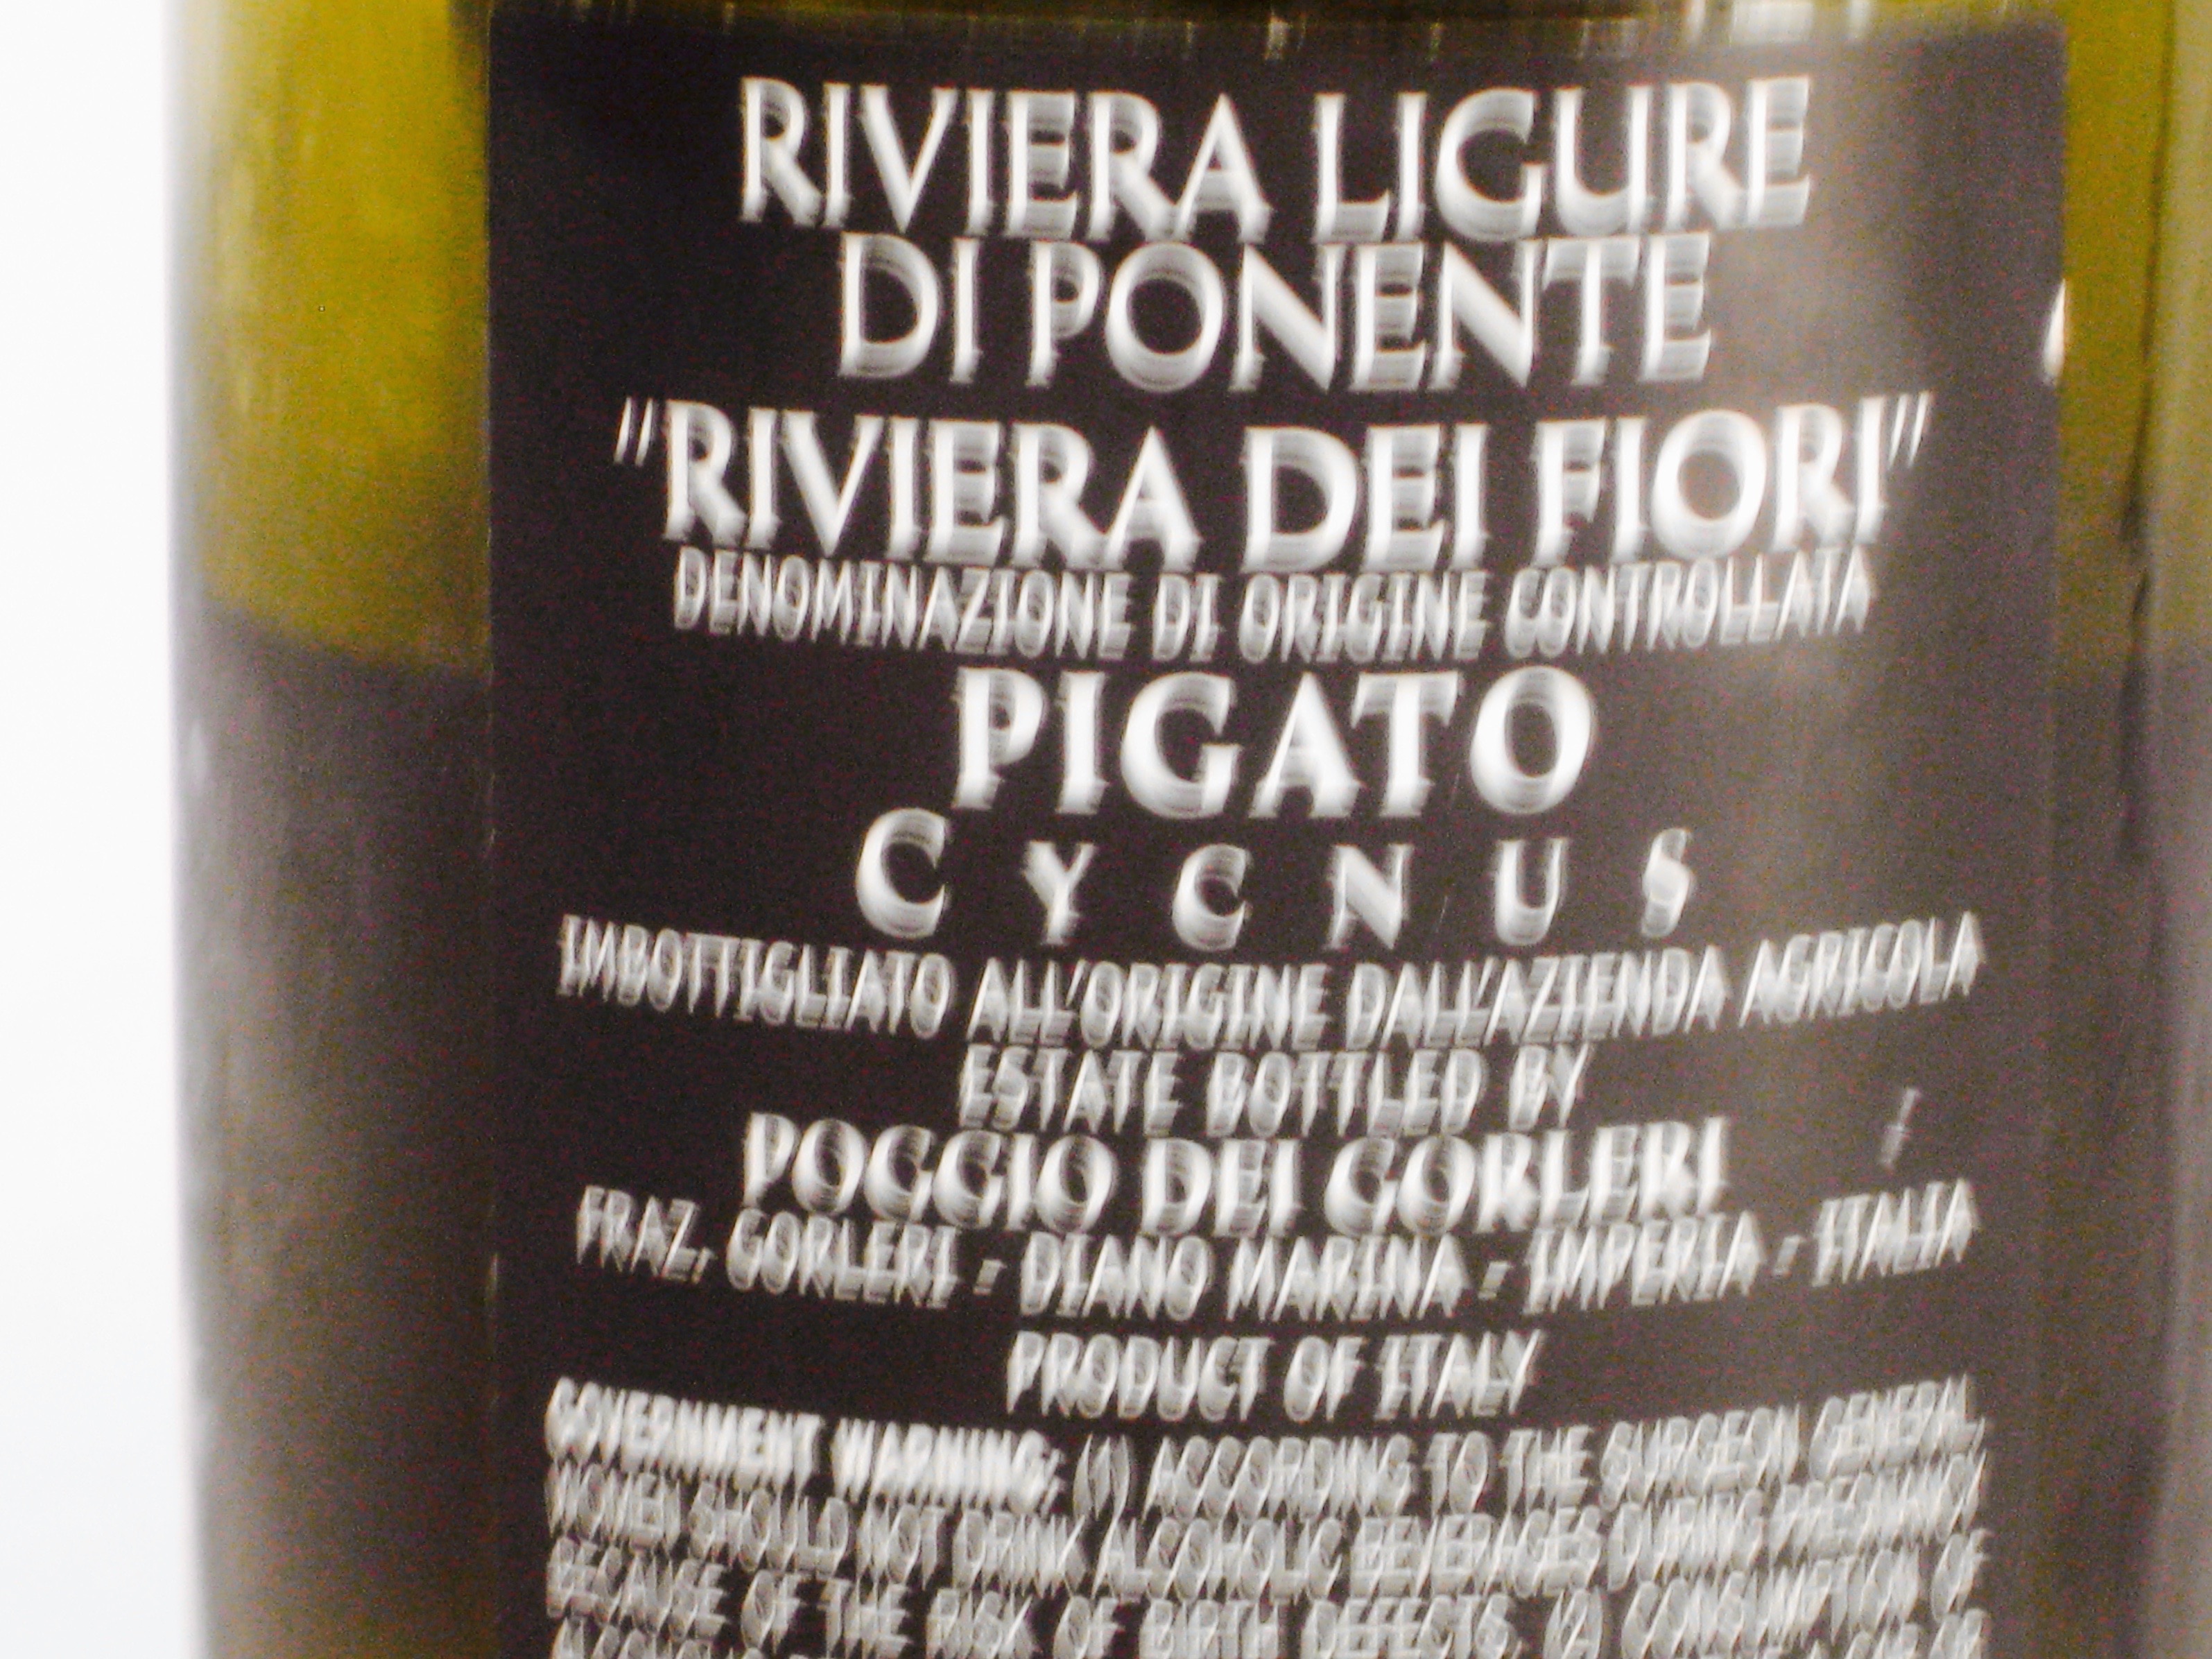 RIVIERA LIGURE
DI PONENTE
"RIVIERA DEI FIORI"
DENOMINAZIONE DI ORIGINE CONTROLLATA
PIGATO
CYCNUS
IMBOTTIGLIATO ALL'ORIGINE DALL'AZIENDA AGRICOLA
ESTATE BOTTLED BY
POGGIO DEI GORLERI
FRAZ. GORLERI - DIANO MARINA - IMPERIA - ITALIA
PRODUCT OF ITALY
GOVERNMENT WARNING: (1) ACCORDING TO THE SURGEON GENERAL,
WOMEN SHOULD NOT DRINK ALCOHOLIC BEVERAGES DURING PREGNANCY
BECAUSE OF THE RISK OF BIRTH DEFECTS. (2) CONSUMPTION OF